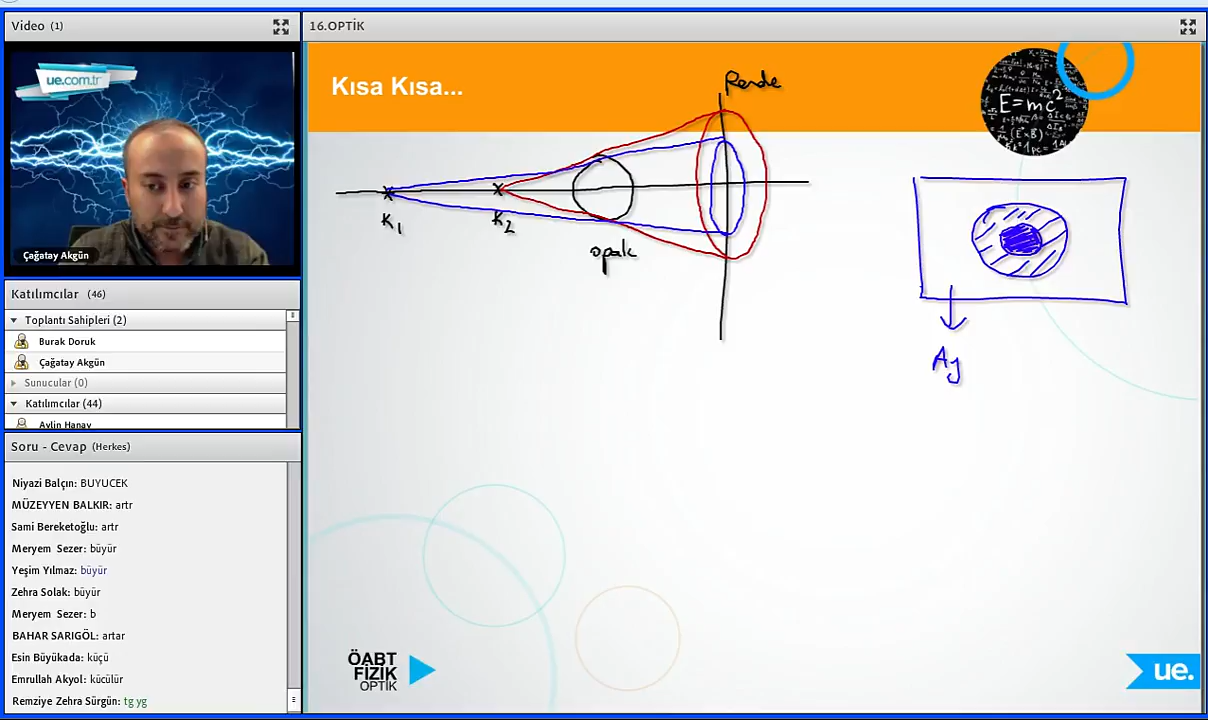 Video (1)
ue.com.tr
Çağatay Akgün
Katılımcılar (46)
Toplantı Sahipleri (2)
Burak Doruk
Çağatay Akgün
Sunucular (0)
Katılımcılar (44)
Aylin Hanay
Soru - Cevap (Herkes)
Niyazi Balçın: BUYUCEK
MÜZEYYEN BALKIR: artr
Sami Bereketoğlu: artr
Meryem Sezer: büyür
Yeşim Yılmaz: büyür
Zehra Solak: büyür
Meryem Sezer: b
BAHAR SARIGÖL: artar
Esin Büyükada: küçü
Emrullah Akyol: kücülür
Remziye Zehra Sürgün: tg yg
16.OPTİK
Kısa Kısa...
Perde
E=mc²
K1
K2
opak
Ay
ÖABT
FİZİK
OPTİK
ue.